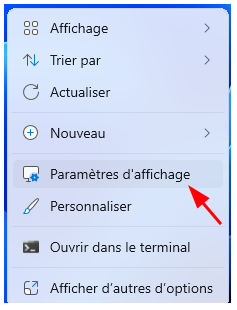 Affichage
Trier par
Actualiser
Nouveau
Paramètres d'affichage
Personnaliser
Ouvrir dans le terminal
Afficher d’autres d’options